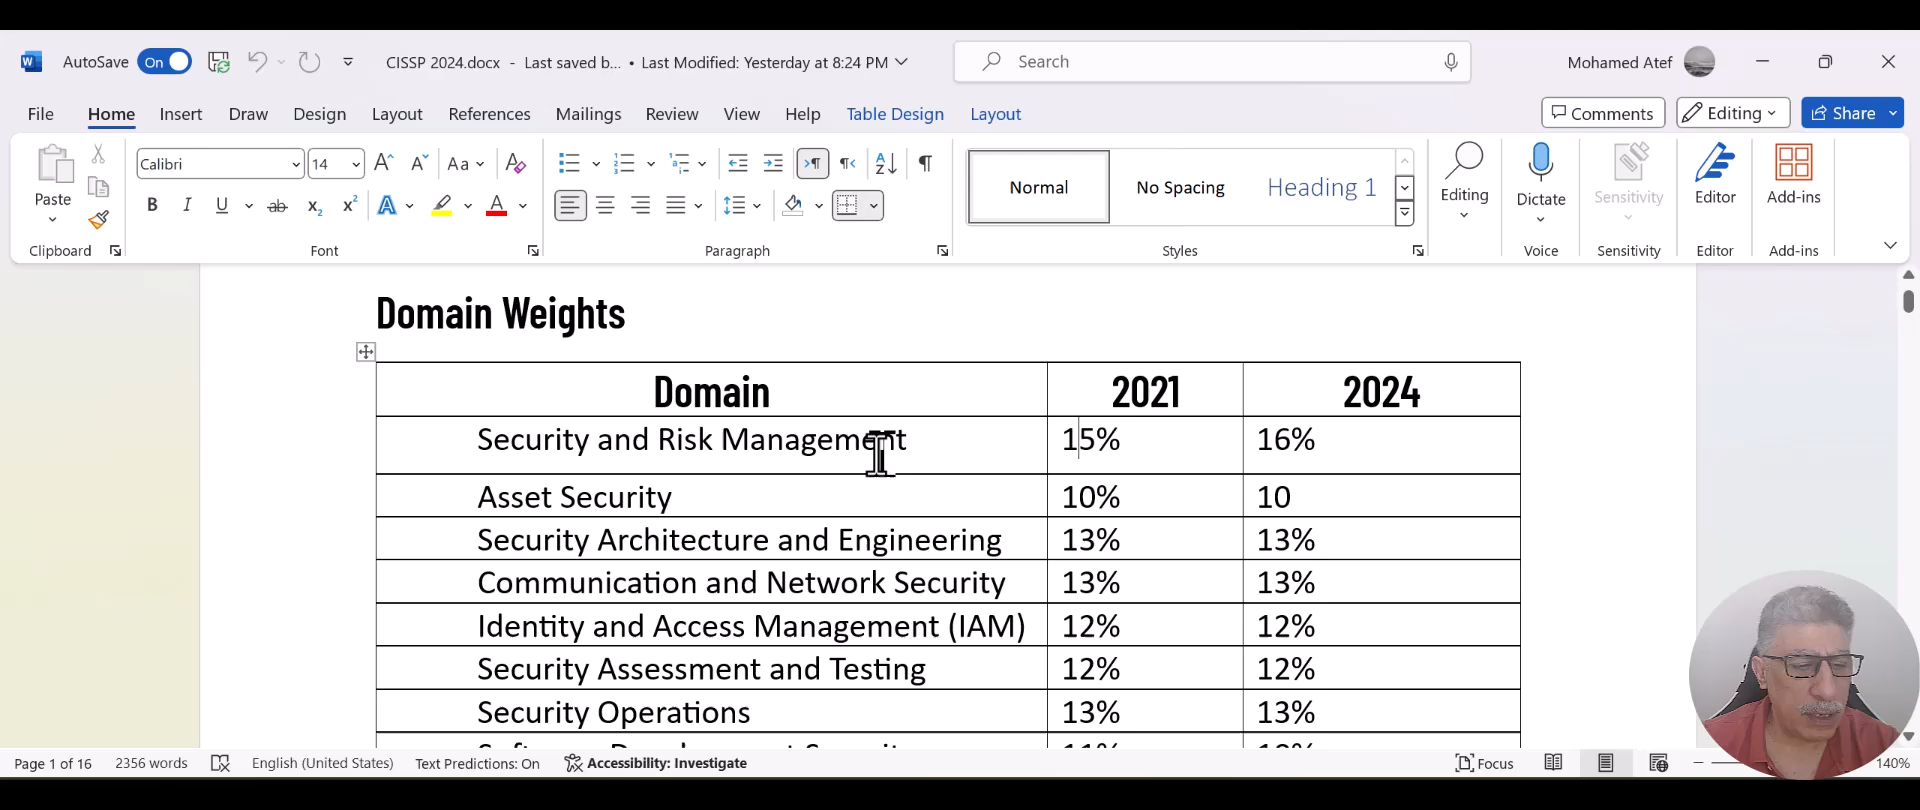 AutoSave On CISSP 2024.docx - Last saved b... • Last Modified: Yesterday at 8:24 PM Search Mohamed Atef
File Home Insert Draw Design Layout References Mailings Review View Help Table Design Layout Comments Editing Share
Paste Calibri 14 Aa Normal No Spacing Heading 1 Editing Dictate Sensitivity Editor Add-ins
Clipboard Font Paragraph Styles Voice Sensitivity Editor Add-ins
Domain Weights
Domain 2021 2024
Security and Risk Management 15% 16%
Asset Security 10% 10
Security Architecture and Engineering 13% 13%
Communication and Network Security 13% 13%
Identity and Access Management (IAM) 12% 12%
Security Assessment and Testing 12% 12%
Security Operations 13% 13%
Page 1 of 16 2356 words English (United States) Text Predictions: On Accessibility: Investigate Focus 140%